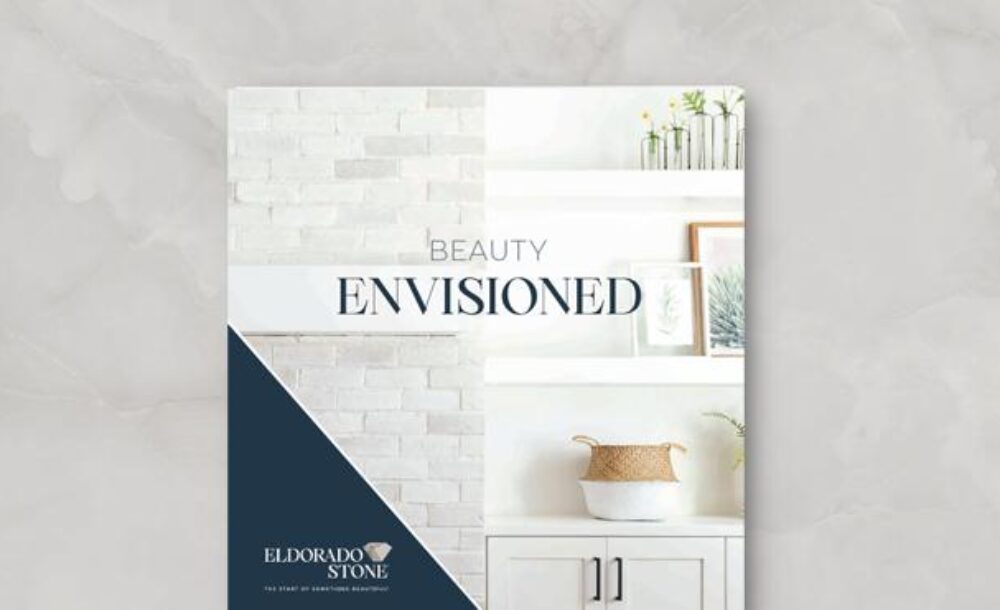 BEAUTY
ENVISIONED
ELDORADO
STONE
THE START OF SOMETHING BEAUTIFUL